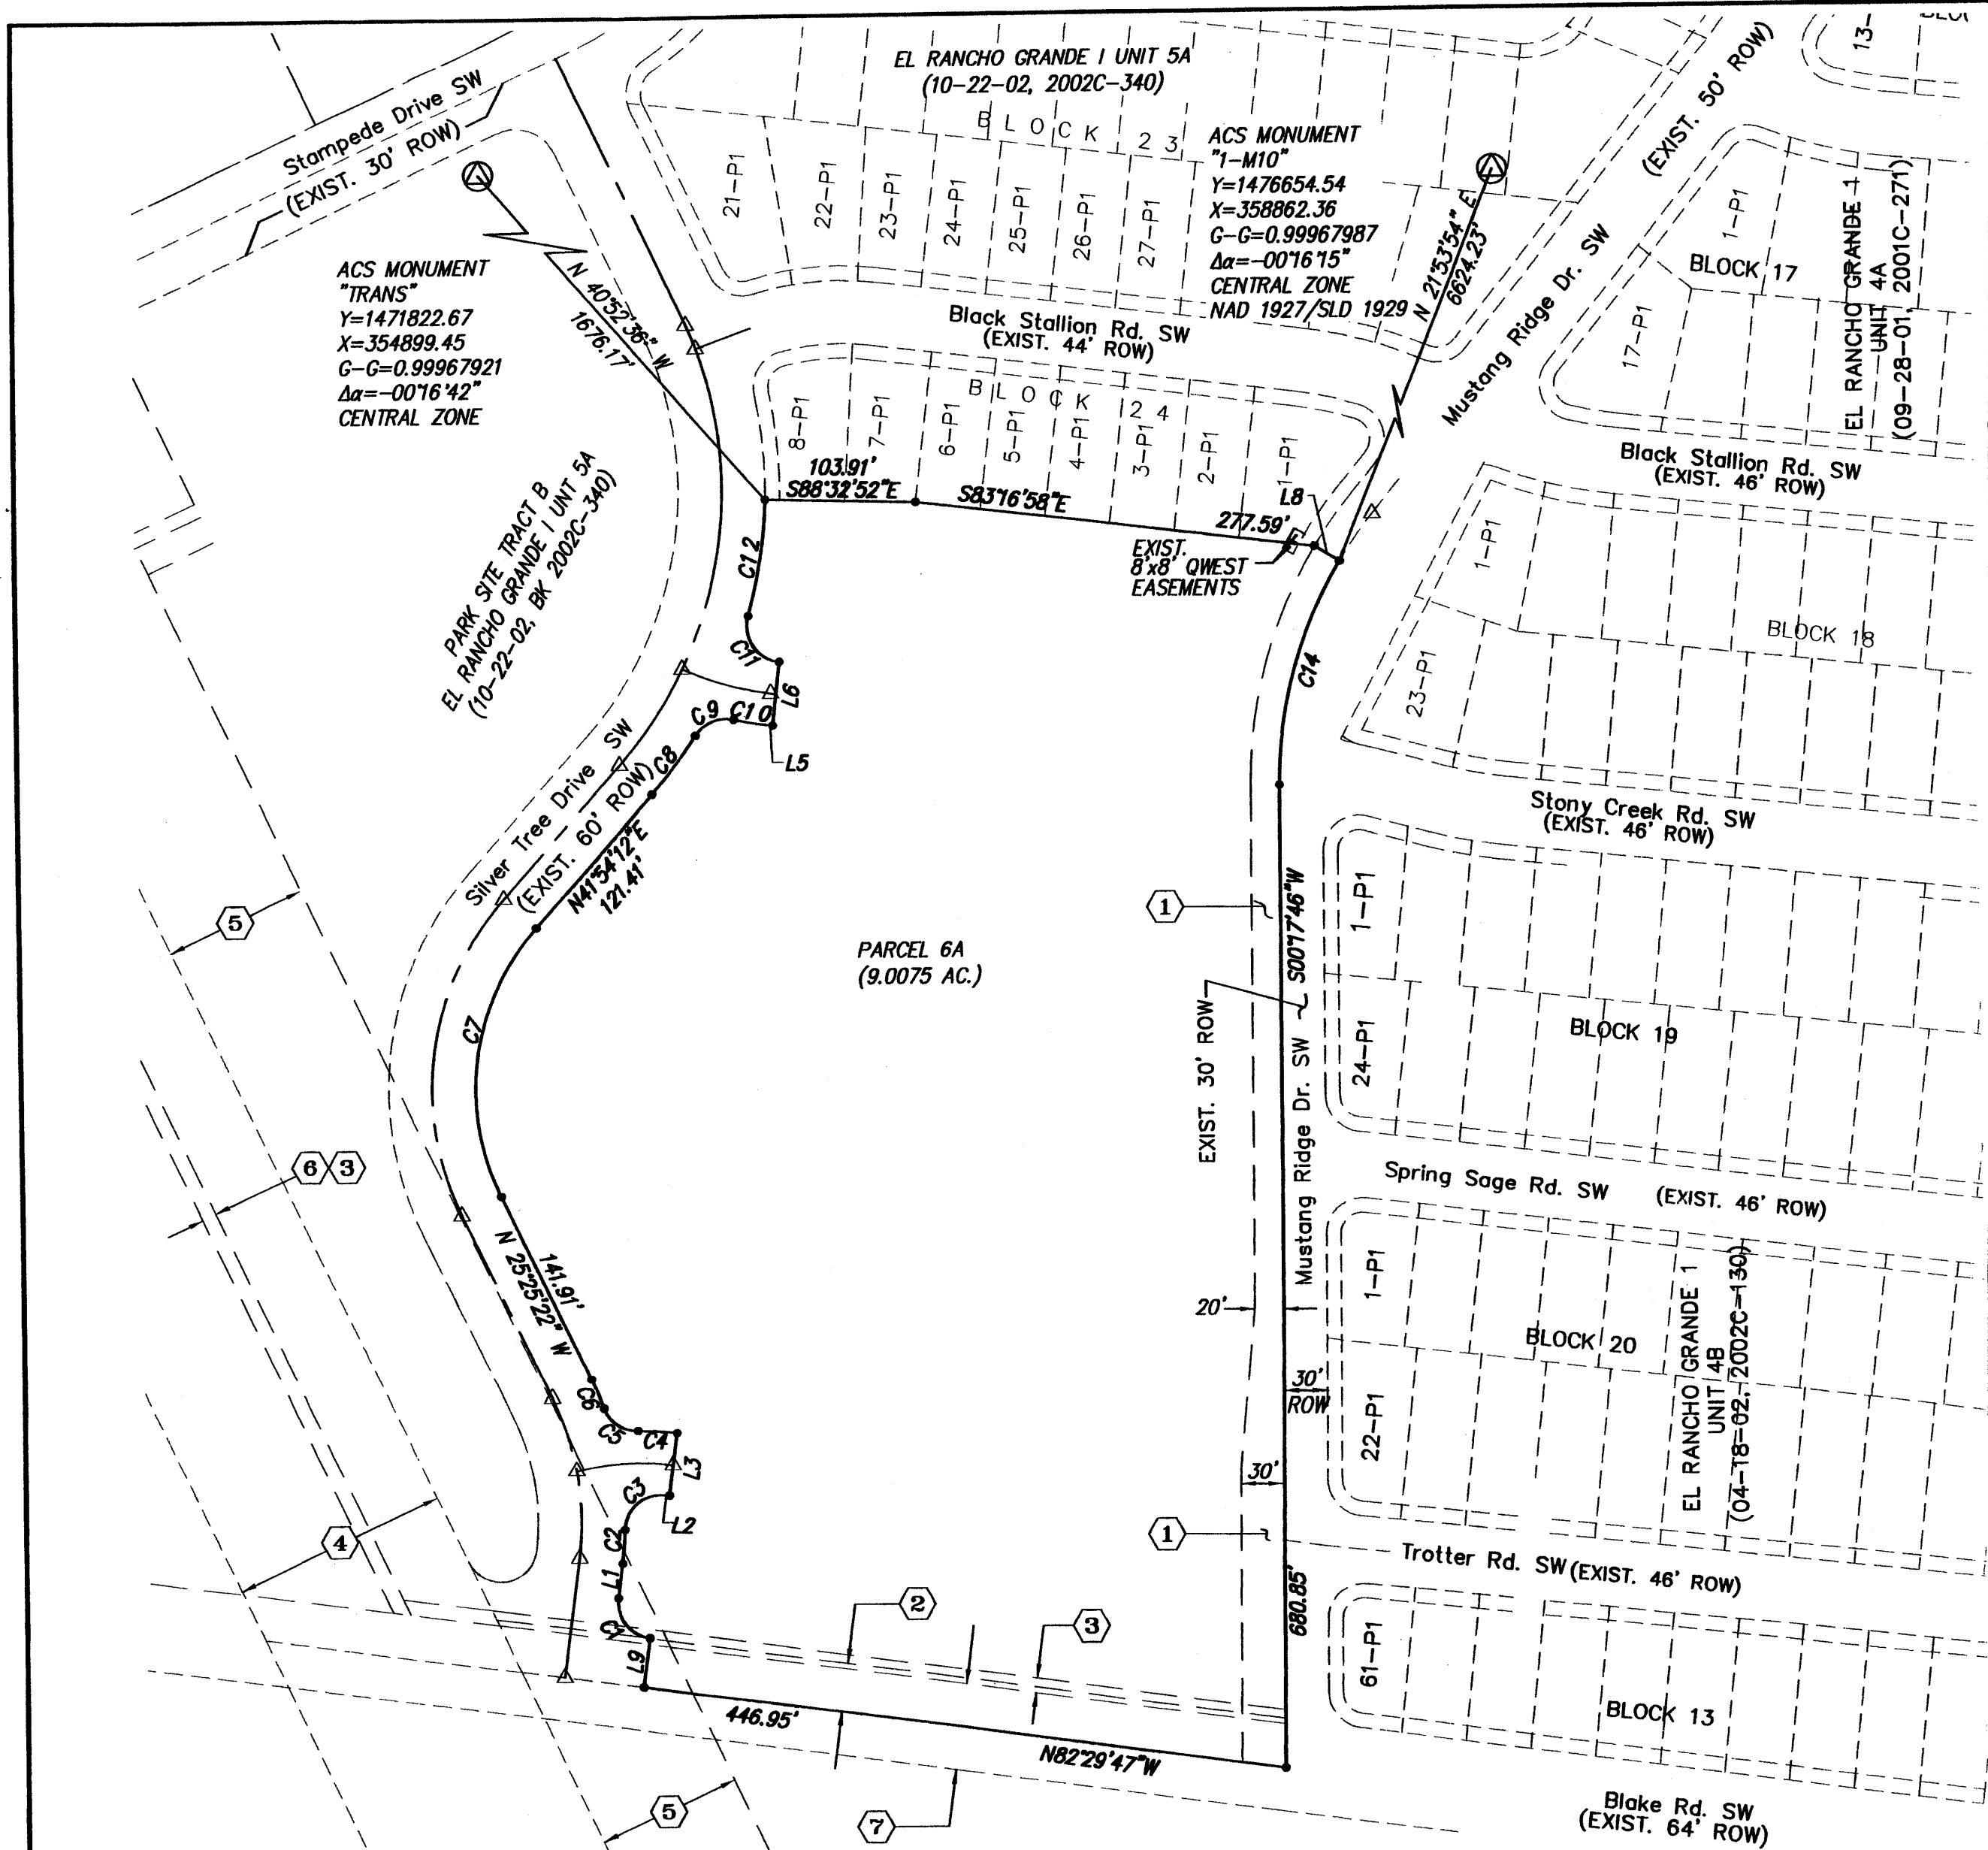 EL RANCHO GRANDE I UNIT 5A
(10-22-02, 2002C-340)
BLOCK 23
13-
Stampede Drive SW
(EXIST. 30' ROW)
21-P1
22-P1
23-P1
24-P1
25-P1
26-P1
27-P1
ACS MONUMENT
"1-M10"
Y=1476654.54
X=358862.36
G-G=0.99967987
Δα=-00°16'15"
CENTRAL ZONE
NAD 1927/SLD 1929
N 21°53'54" E
6624.23'
Mustang Ridge Dr. SW
(EXIST. 50' ROW)
1-P1
BLOCK 17
17-P1
EL RANCHO GRANDE 1
UNIT 4A
(09-28-01, 2001C-271)
ACS MONUMENT
"TRANS"
Y=1471822.67
X=354899.45
G-G=0.99967921
Δα=-00°16'42"
CENTRAL ZONE
N 40°52'36" W
1676.17'
Black Stallion Rd. SW
(EXIST. 44' ROW)
BLOCK 24
8-P1
7-P1
6-P1
5-P1
4-P1
3-P1
2-P1
1-P1
103.91'
S88°32'52"E
S83°16'58"E
277.59'
L8
EXIST.
8'x8' QWEST
EASEMENTS
Black Stallion Rd. SW
(EXIST. 46' ROW)
PARK SITE TRACT B
EL RANCHO GRANDE I UNIT 5A
(10-22-02, BK 2002C-340)
C12
C11
L6
C9
C10
L5
C8
C14
1-P1
BLOCK 18
23-P1
Stony Creek Rd. SW
(EXIST. 46' ROW)
Silver Tree Drive SW
(EXIST. 60' ROW)
N41°54'12"E
121.41'
5
PARCEL 6A
(9.0075 AC.)
1
S00°17'46"W
EXIST. 30' ROW
Mustang Ridge Dr. SW
1-P1
24-P1
BLOCK 19
C7
6
3
Spring Sage Rd. SW (EXIST. 46' ROW)
N 25°25'22" W
141.91'
20'
30'
ROW
30'
1-P1
BLOCK 20
22-P1
EL RANCHO GRANDE 1
UNIT 4B
(04-18-02, 2002C-130)
C6
C5
C4
L3
C3
L2
C2
L1
C1
L9
4
1
680.85'
Trotter Rd. SW (EXIST. 46' ROW)
2
3
61-P1
BLOCK 13
446.95'
N82°29'47"W
5
7
Blake Rd. SW
(EXIST. 64' ROW)